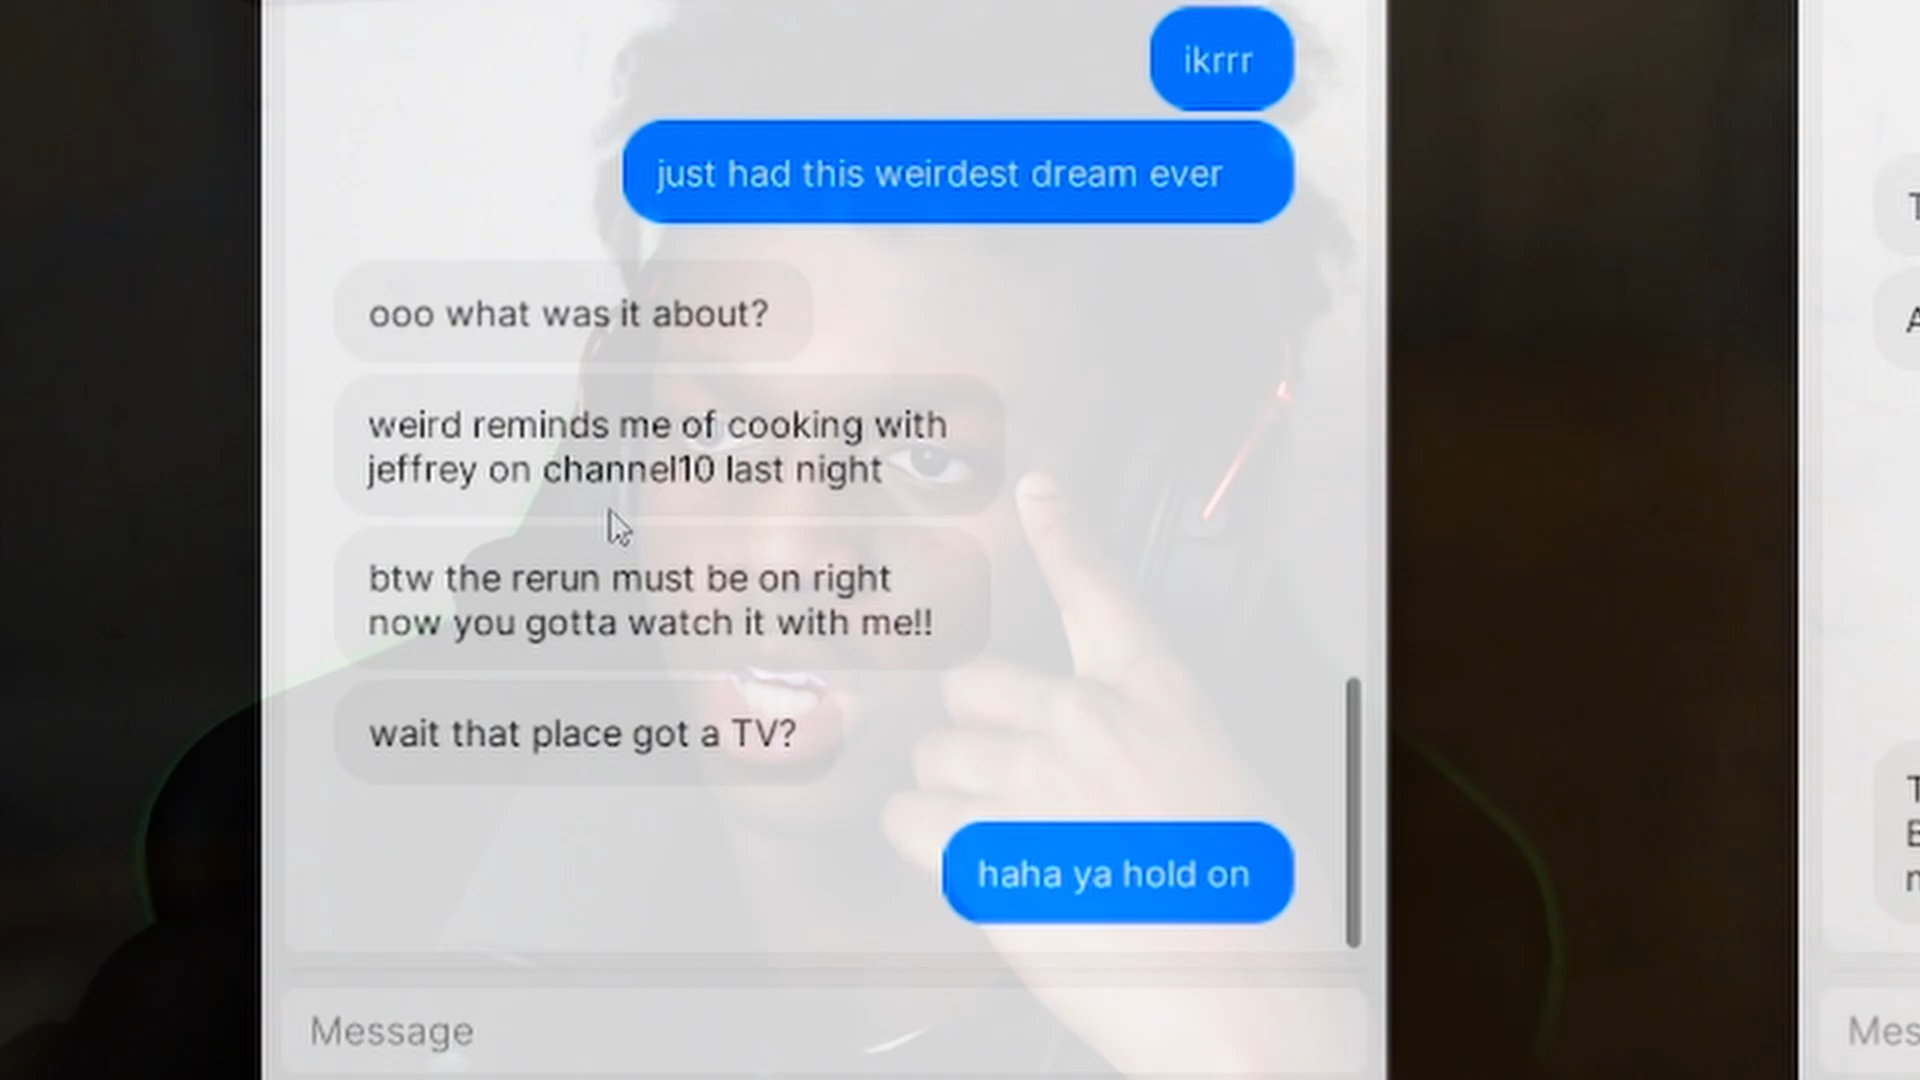 ikrrr
just had this weirdest dream ever
ooo what was it about?
weird reminds me of cooking with
jeffrey on channel10 last night
btw the rerun must be on right
now you gotta watch it with me!!
wait that place got a TV?
haha ya hold on
Message